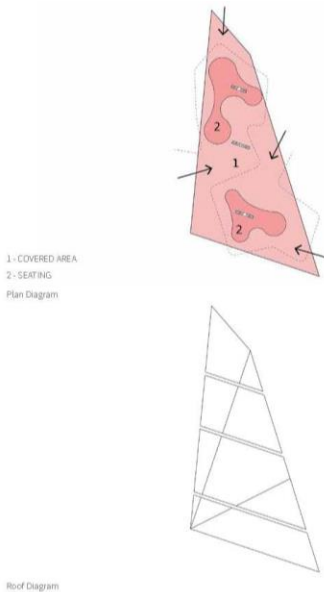 2
1
2
1 - COVERED AREA
2 - SEATING
Plan Diagram
Roof Diagram